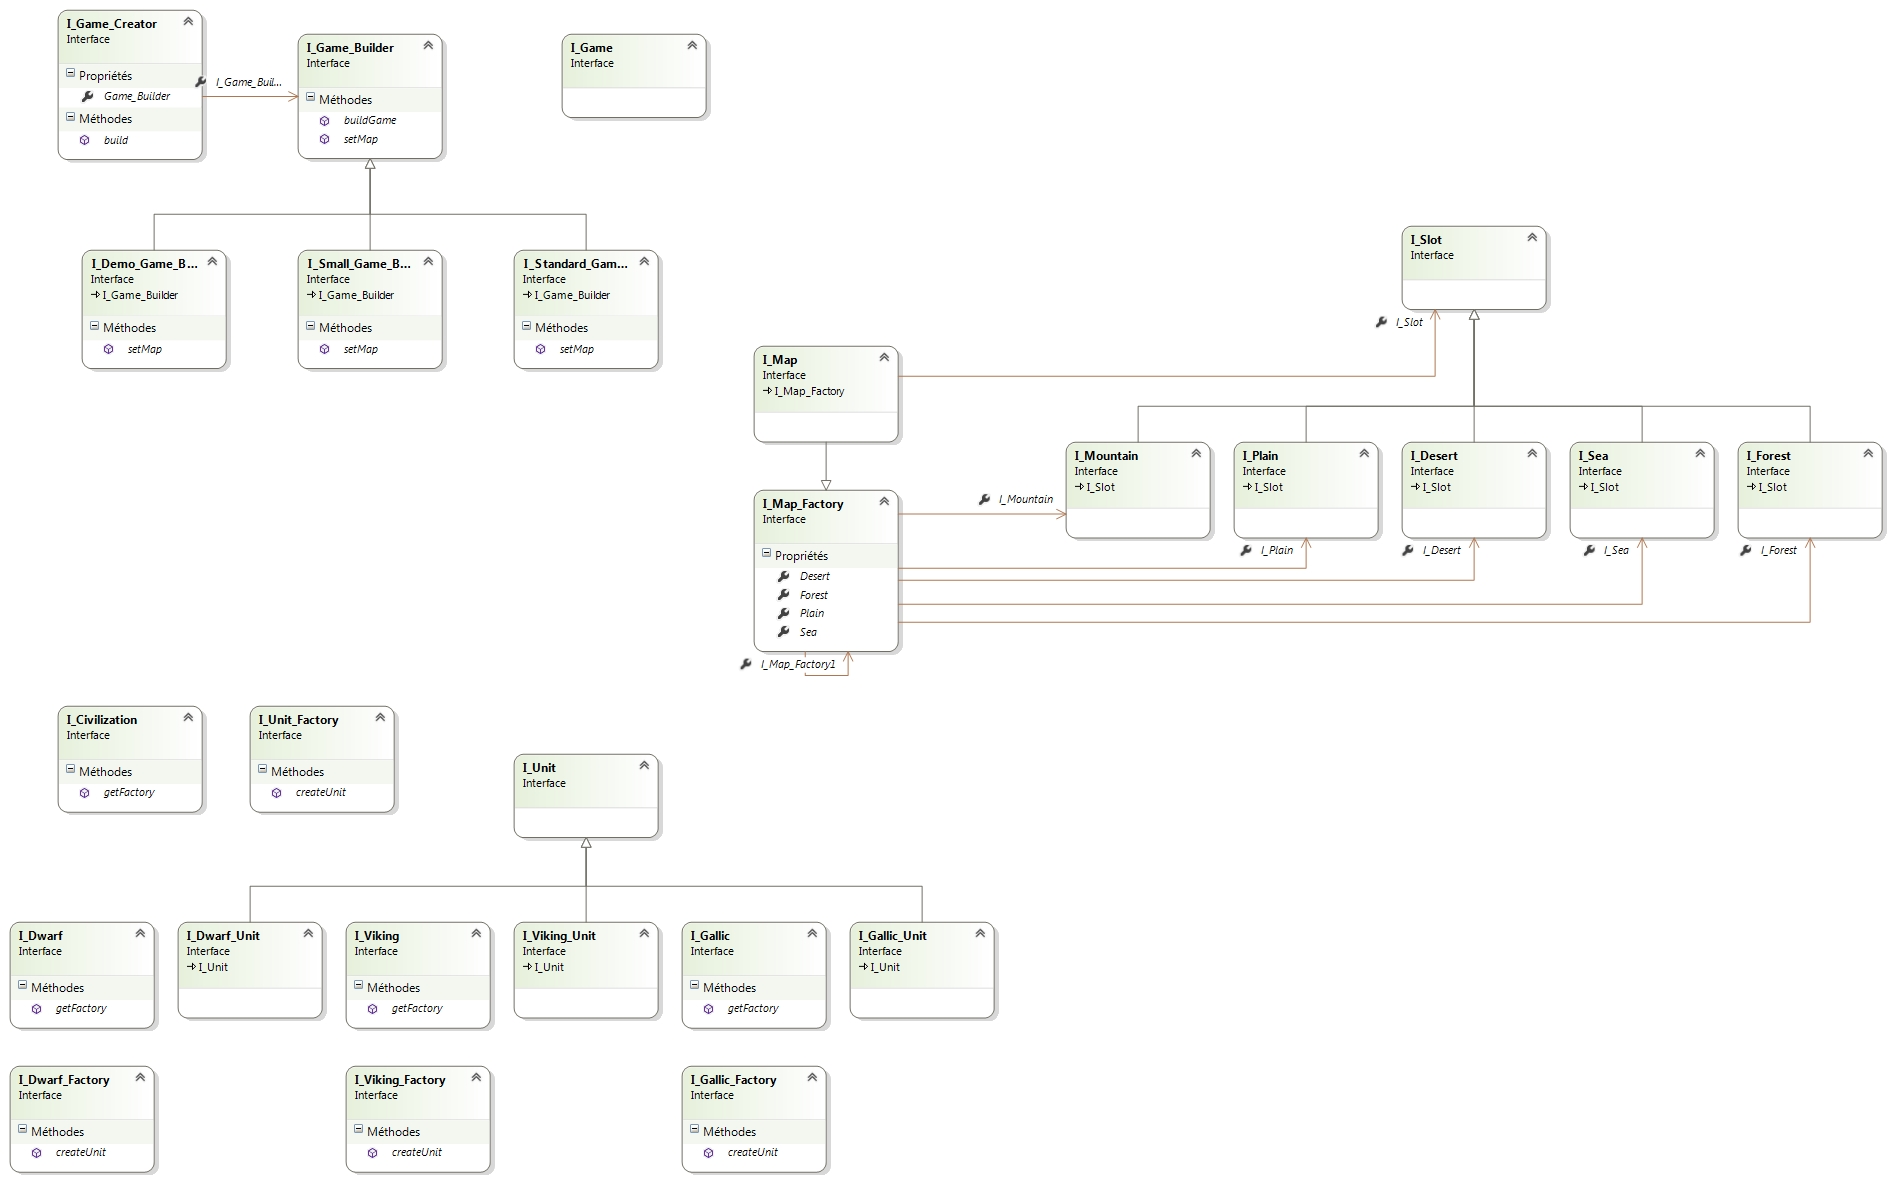 I_Game_Creator
Interface
Propriétés
Game_Builder
Méthodes
build
I_Game_Buil...
I_Game_Builder
Interface
Méthodes
buildGame
setMap
I_Game
Interface
I_Demo_Game_B...
Interface
I_Game_Builder
Méthodes
setMap
I_Small_Game_B...
Interface
I_Game_Builder
Méthodes
setMap
I_Standard_Gam...
Interface
I_Game_Builder
Méthodes
setMap
I_Slot
Interface
I_Slot
I_Map
Interface
I_Map_Factory
I_Mountain
Interface
I_Slot
I_Plain
Interface
I_Slot
I_Desert
Interface
I_Slot
I_Sea
Interface
I_Slot
I_Forest
Interface
I_Slot
I_Map_Factory
Interface
Propriétés
Desert
Forest
Plain
Sea
I_Mountain
I_Plain
I_Desert
I_Sea
I_Forest
I_Map_Factory1
I_Civilization
Interface
Méthodes
getFactory
I_Unit_Factory
Interface
Méthodes
createUnit
I_Unit
Interface
I_Dwarf
Interface
Méthodes
getFactory
I_Dwarf_Unit
Interface
I_Unit
I_Viking
Interface
Méthodes
getFactory
I_Viking_Unit
Interface
I_Unit
I_Gallic
Interface
Méthodes
getFactory
I_Gallic_Unit
Interface
I_Unit
I_Dwarf_Factory
Interface
Méthodes
createUnit
I_Viking_Factory
Interface
Méthodes
createUnit
I_Gallic_Factory
Interface
Méthodes
createUnit